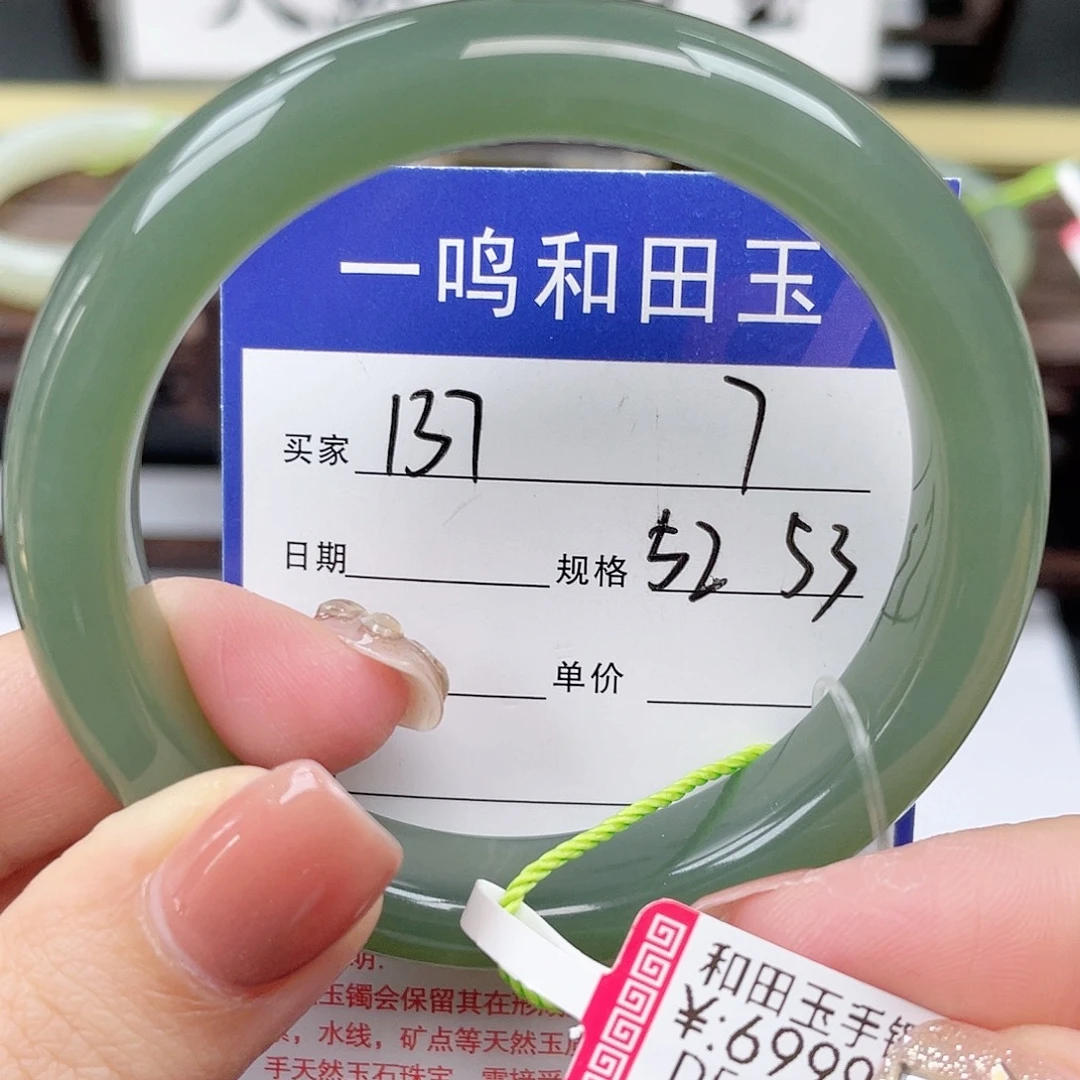 一鸣和田玉
买家 137 7
日期 规格 52 53
单价
和田玉手
¥:6999
玉镯会保留其在形
，水线，矿点等天然玉
手天然玉石珠宝